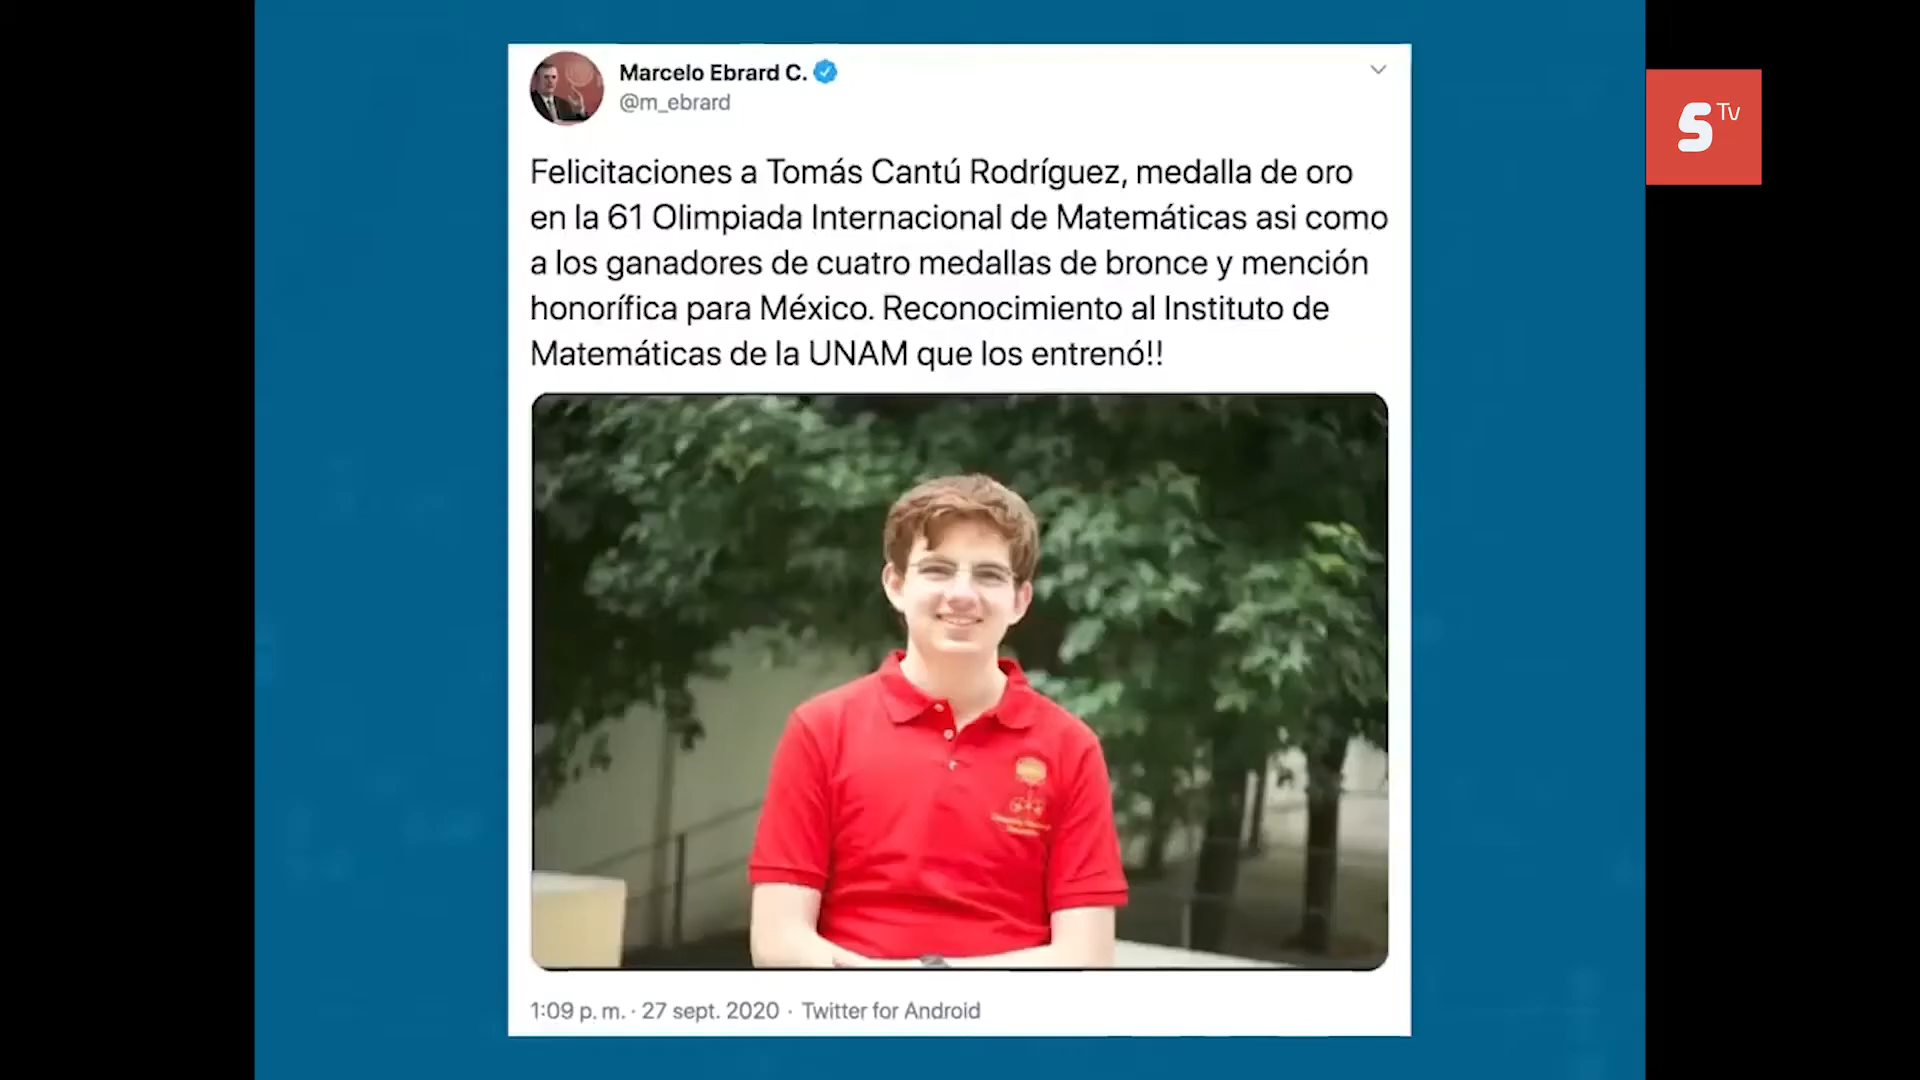 Marcelo Ebrard C.
@m_ebrard
Felicitaciones a Tomás Cantú Rodríguez, medalla de oro
en la 61 Olimpiada Internacional de Matemáticas asi como
a los ganadores de cuatro medallas de bronce y mención
honorífica para México. Reconocimiento al Instituto de
Matemáticas de la UNAM que los entrenó!!
1:09 p. m. · 27 sept. 2020 · Twitter for Android
S Tv